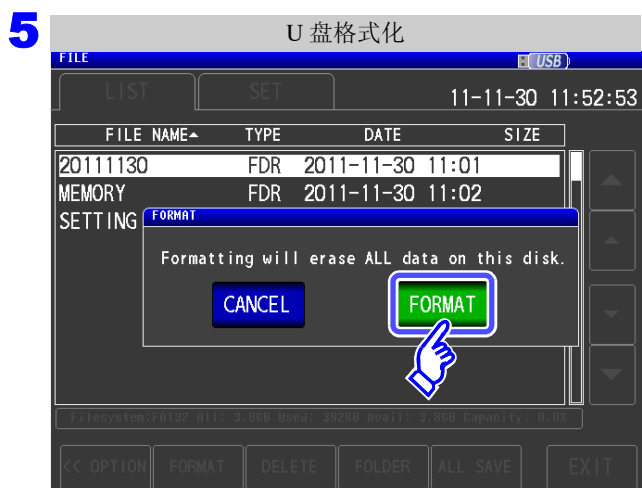 5
U 盘格式化
FILE
USB
LIST SET 11-11-30 11:52:53
FILE NAME TYPE DATE SIZE
20111130 FDR 2011-11-30 11:01
MEMORY FDR 2011-11-30 11:02
SETTING
FORMAT
Formatting will erase ALL data on this disk.
CANCEL FORMAT
Filesystem:FAT32 All: 3.8GB Used: 392KB Avail: 3.8GB Capacity: 0.0%
<< OPTION FORMAT DELETE FOLDER ALL SAVE EXIT